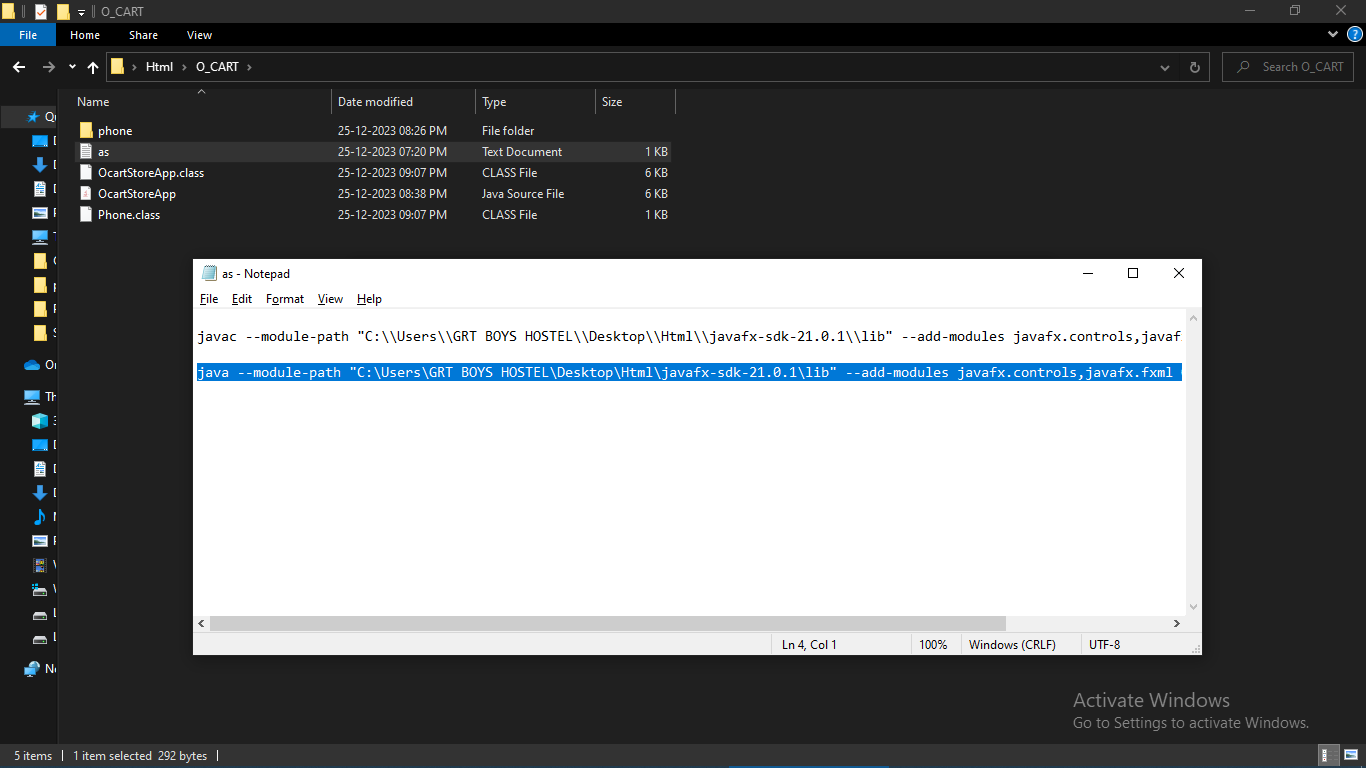 O_CART
File Home Share View
Html O_CART Search O_CART
Name Date modified Type Size
phone 25-12-2023 08:26 PM File folder
as 25-12-2023 07:20 PM Text Document 1 KB
OcartStoreApp.class 25-12-2023 09:07 PM CLASS File 6 KB
OcartStoreApp 25-12-2023 08:38 PM Java Source File 6 KB
Phone.class 25-12-2023 09:07 PM CLASS File 1 KB
as - Notepad
File Edit Format View Help
javac --module-path "C:\\Users\\GRT BOYS HOSTEL\\Desktop\\Html\\javafx-sdk-21.0.1\\lib" --add-modules javafx.controls,javaf
java --module-path "C:\Users\GRT BOYS HOSTEL\Desktop\Html\javafx-sdk-21.0.1\lib" --add-modules javafx.controls,javafx.fxml
Ln 4, Col 1 100% Windows (CRLF) UTF-8
Activate Windows
Go to Settings to activate Windows.
5 items 1 item selected 292 bytes